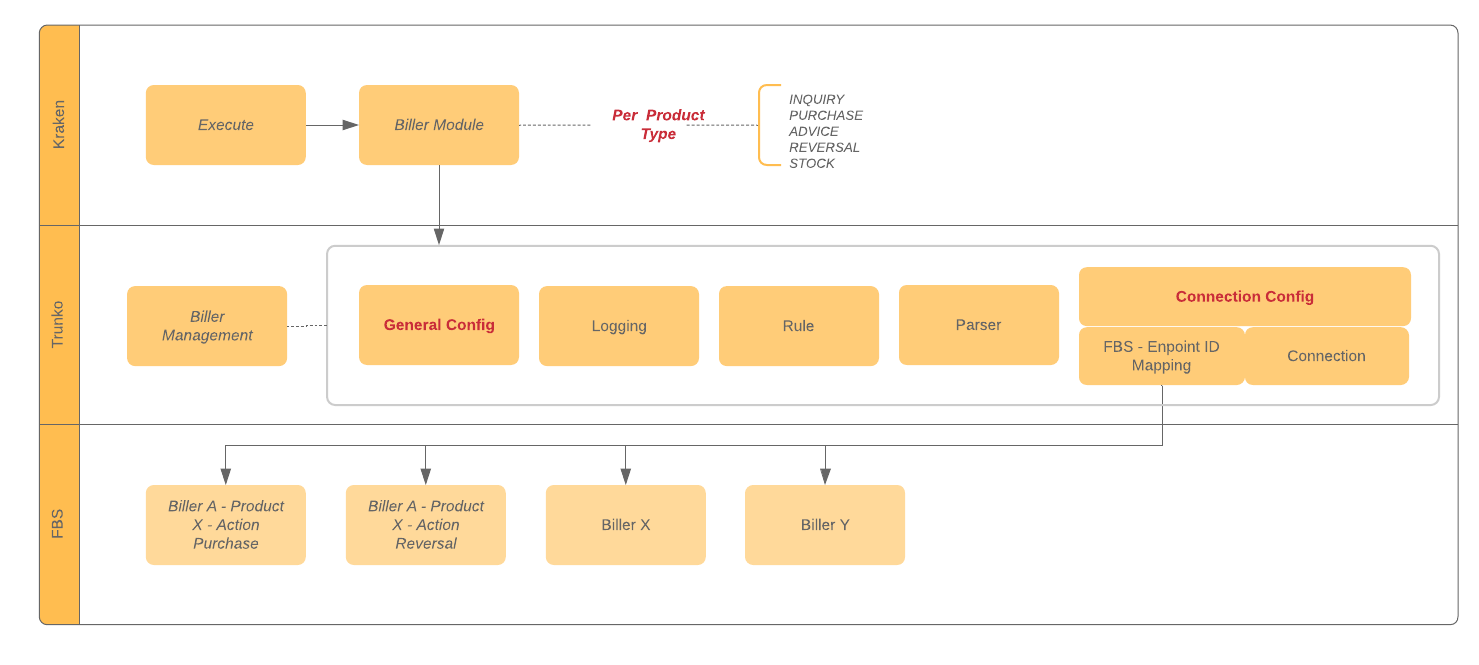 Kraken
Execute
Biller Module
Per Product
Type
INQUIRY
PURCHASE
ADVICE
REVERSAL
STOCK
Trunko
Biller
Management
General Config
Logging
Rule
Parser
Connection Config
FBS - Enpoint ID
Mapping
Connection
FBS
Biller A - Product
X - Action
Purchase
Biller A - Product
X - Action
Reversal
Biller X
Biller Y